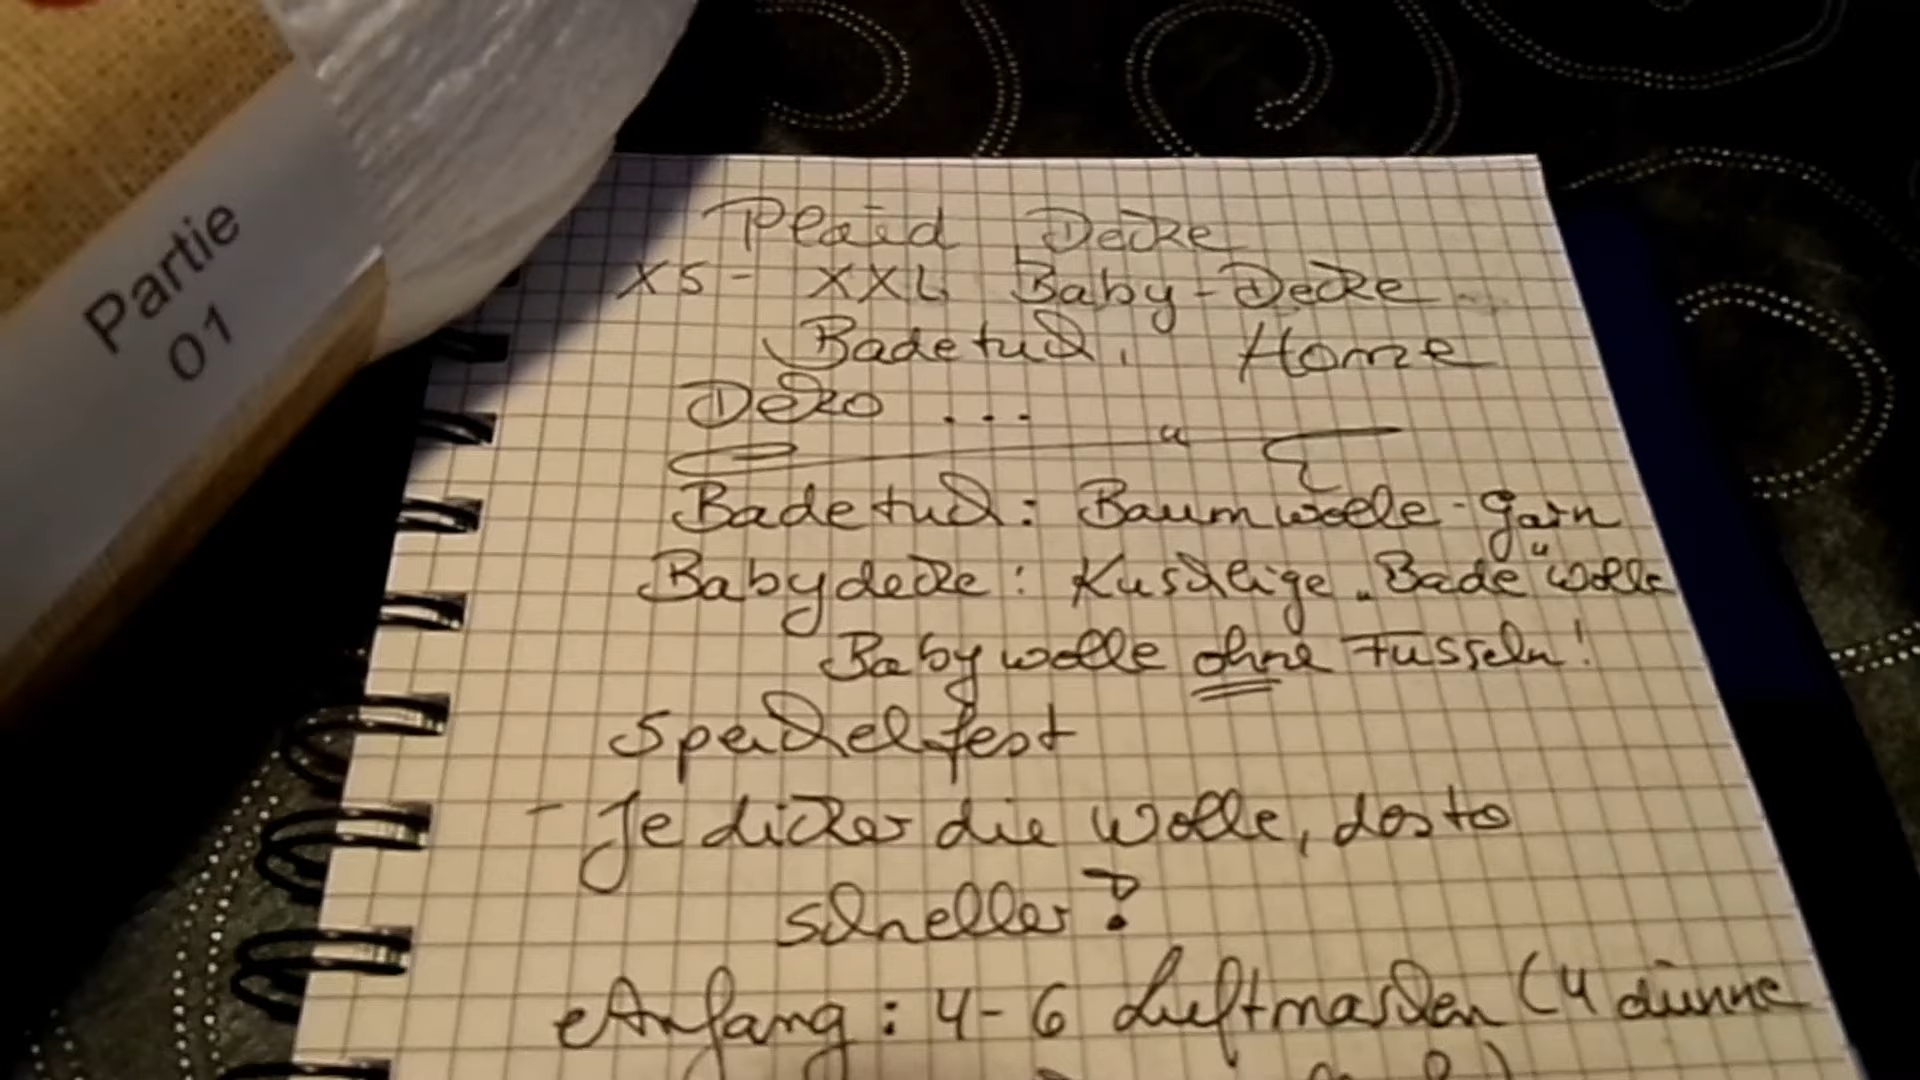 Partie
01
Plaid Decke
XS - XXL Baby-Decke
Badetuch, Home
Deko ...
Badetuch: Baumwolle-Garn
Babydecke: Kuschelige „Bade" Wolle
Babywolle ohne Fusseln!
Speichelfest
- Je dicker die Wolle, desto
schneller!
Anfang: 4-6 Luftmaschen (4 dünne